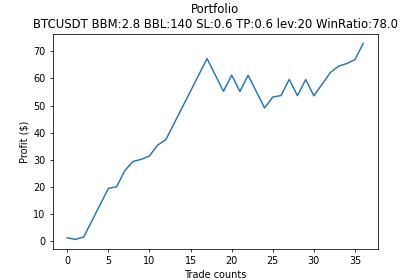 Portfolio
BTCUSDT BBM:2.8 BBL:140 SL:0.6 TP:0.6 lev:20 WinRatio:78.0
70
60
50
40
30
20
10
0
Profit ($)
0 5 10 15 20 25 30 35
Trade counts